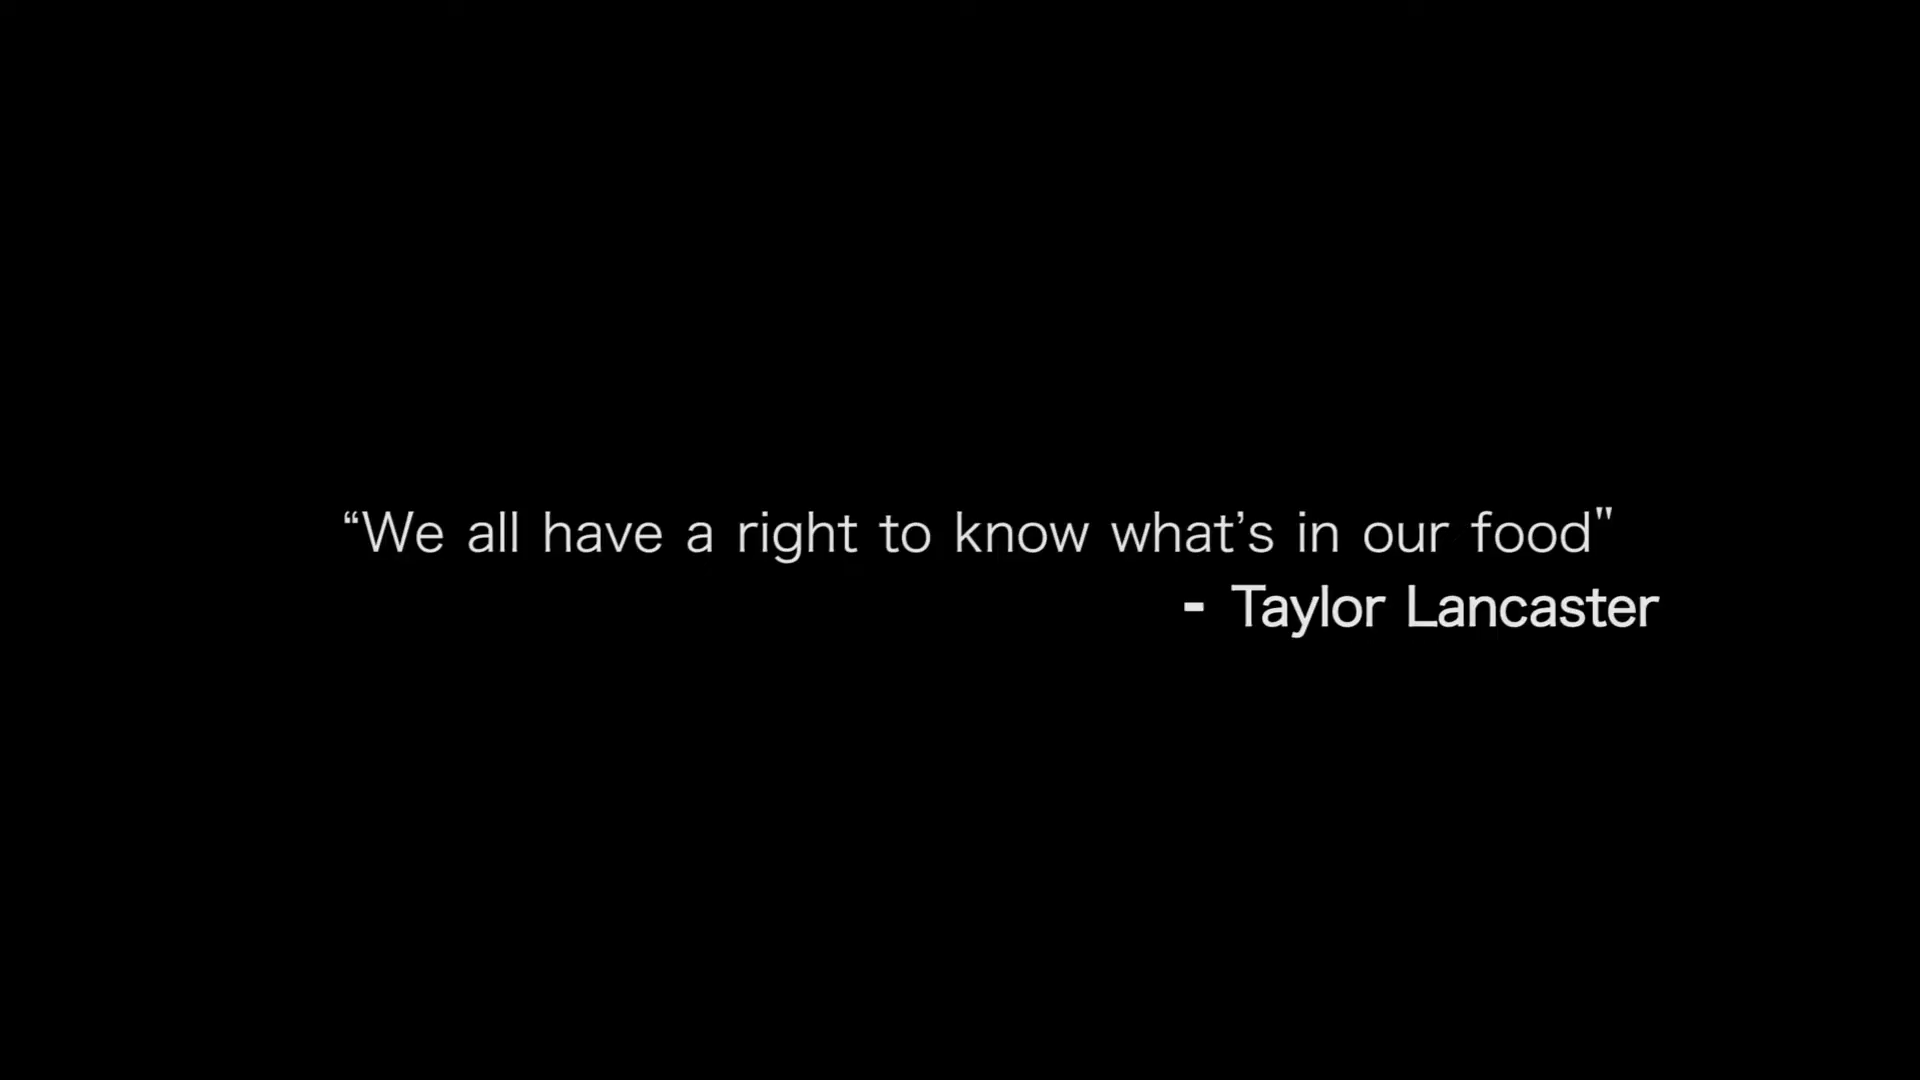 “We all have a right to know what’s in our food"
- Taylor Lancaster